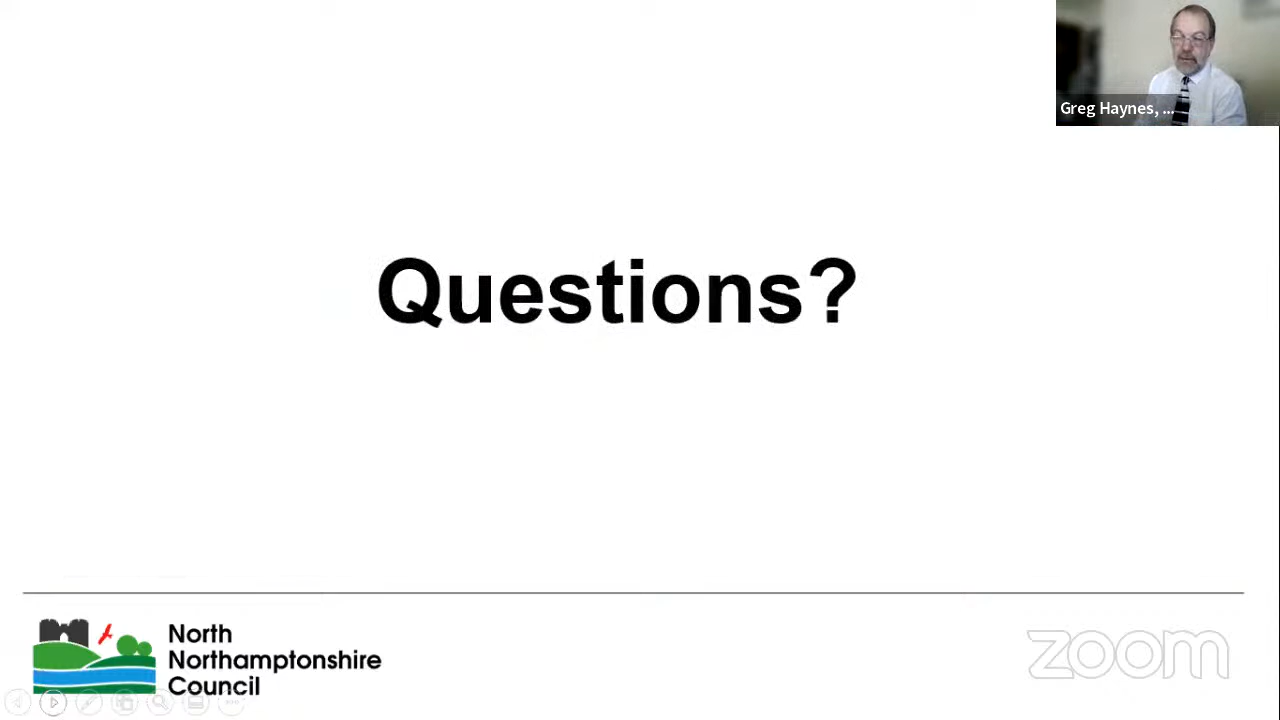 Greg Haynes, ...
Questions?
North
Northamptonshire
Council
zoom